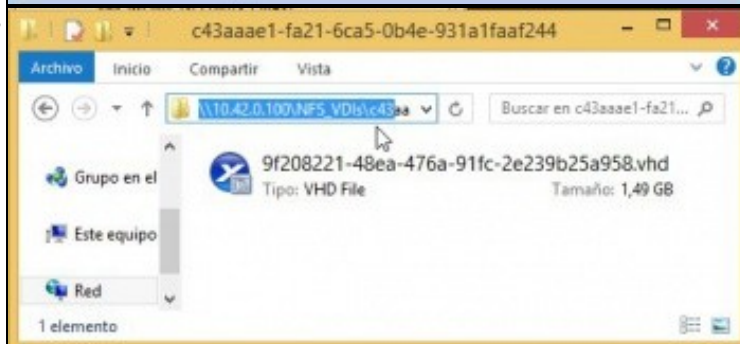 c43aaae1-fa21-6ca5-0b4e-931a1faaf244
Archivo Inicio Compartir Vista
\\10.42.0.100\NFS_VDIs\c43aa Buscar en c43aaae1-fa21...
Grupo en el
9f208221-48ea-476a-91fc-2e239b25a958.vhd
Tipo: VHD File Tamaño: 1,49 GB
Este equipo
Red
1 elemento